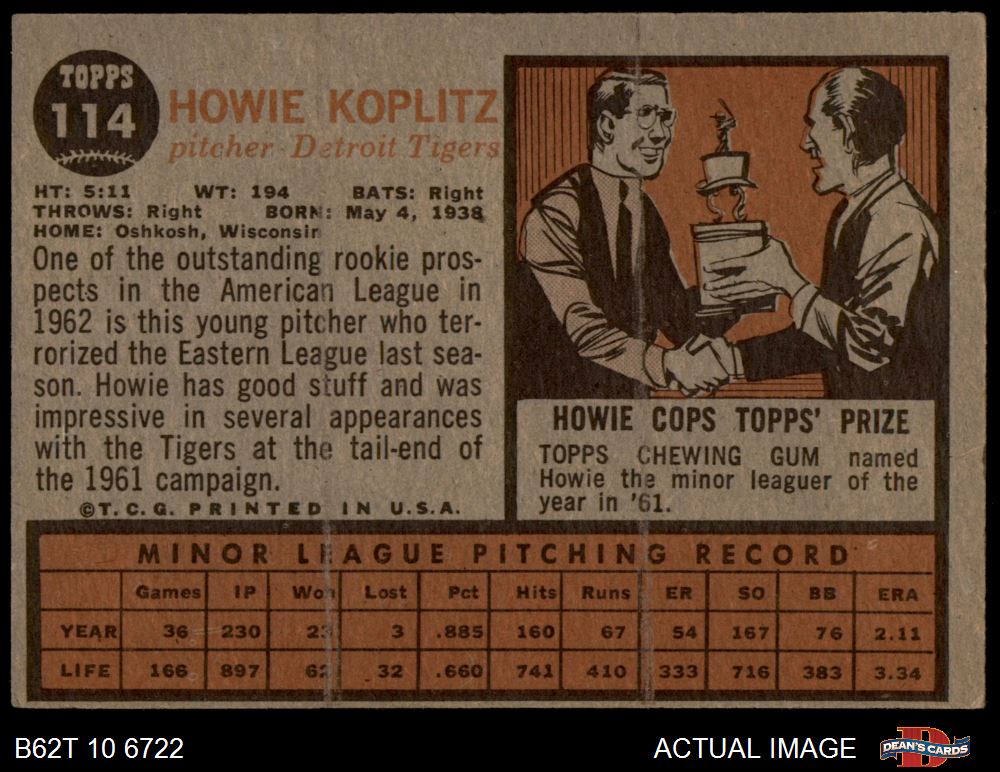 TOPPS
114
HOWIE KOPLITZ
pitcher Detroit Tigers
HT: 5:11 WT: 194 BATS: Right
THROWS: Right BORN: May 4, 1938
HOME: Oshkosh, Wisconsin
One of the outstanding rookie pros-
pects in the American League in
1962 is this young pitcher who ter-
rorized the Eastern League last sea-
son. Howie has good stuff and was
impressive in several appearances
with the Tigers at the tail-end of
the 1961 campaign.
©T.C.G. PRINTED IN U.S.A.
HOWIE COPS TOPPS' PRIZE
TOPPS CHEWING GUM named
Howie the minor leaguer of the
year in '61.
MINOR LEAGUE PITCHING RECORD
Games IP Won Lost Pct Hits Runs ER SO BB ERA
YEAR 36 230 23 3 .885 160 67 54 167 76 2.11
LIFE 166 897 62 32 .660 741 410 333 716 383 3.34
B62T 10 6722
ACTUAL IMAGE
DEAN'S CARDS